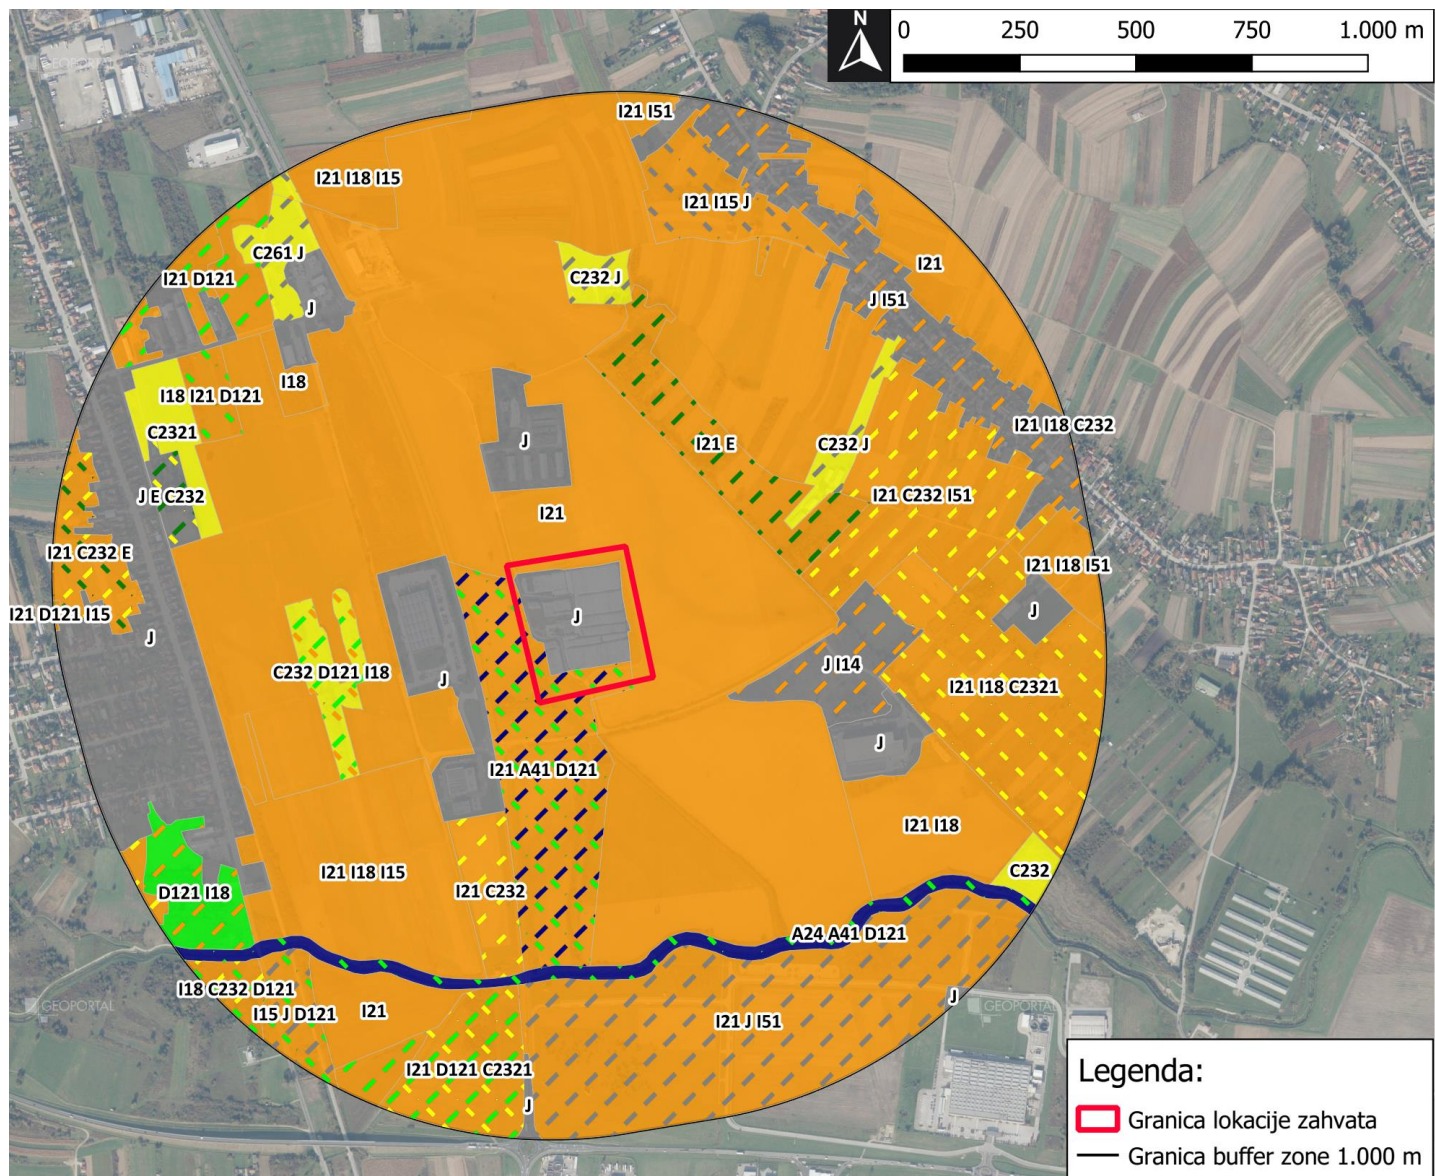 N
0 250 500 750 1.000 m
I21 I51
I21 I18 I15
I21 I15 J
C261 J
I21
I21 D121
C232 J
J I51
J
I18
I18 I21 D121
I21 I18 C232
C2321
J
I21 E
C232 J
J E C232
I21 C232 I51
I21
I21 C232 E
I21 I18 I51
I21 D121 I15
J
J
J
J I14
C232 D121 I18
J
I21 I18 C2321
J
I21 A41 D121
I21 I18
I21 I18 I15
C232
D121 I18
I21 C232
A24 A41 D121
I18 C232 D121
J
GEOPORTAL
GEOPORTAL
GEOPORTAL
I15 J D121
I21
I21 J I51
I21 D121 C2321
J
Legenda:
Granica lokacije zahvata
Granica buffer zone 1.000 m